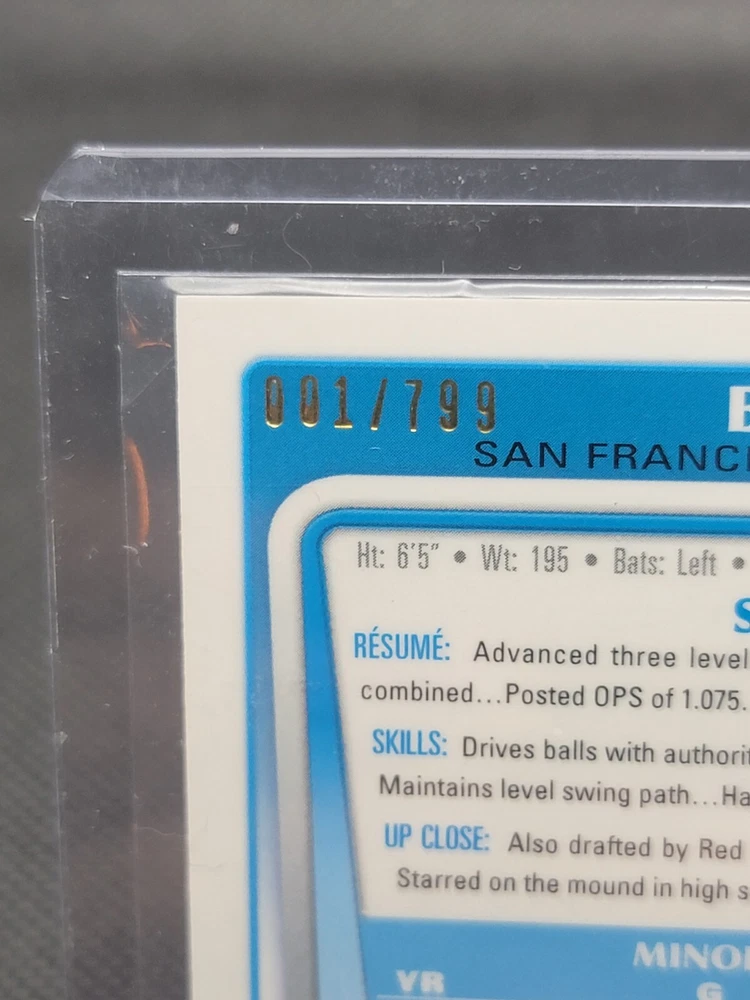 001/799
SAN FRANC
Ht: 6'5" • Wt: 195 • Bats: Left •
RÉSUMÉ: Advanced three level
combined...Posted OPS of 1.075.
SKILLS: Drives balls with authori
Maintains level swing path...Ha
UP CLOSE: Also drafted by Red
Starred on the mound in high s
MINO
YR G